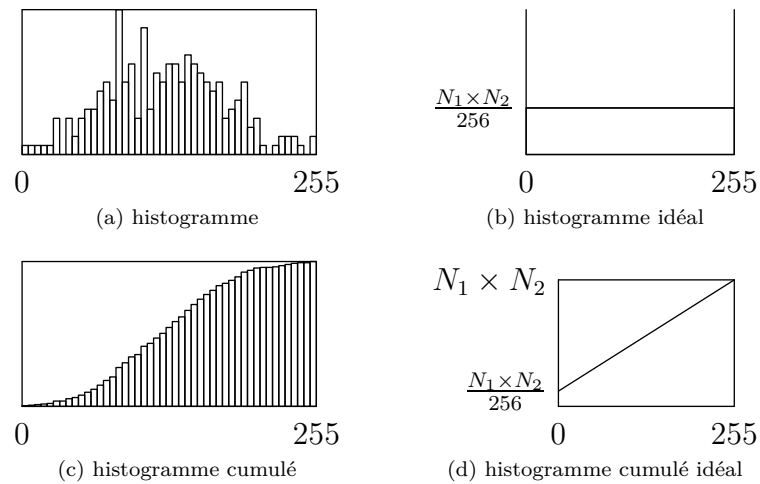 0 255
(a) histogramme
N₁×N₂
256
0 255
(b) histogramme idéal
0 255
(c) histogramme cumulé
N₁ × N₂
N₁×N₂
256
0 255
(d) histogramme cumulé idéal